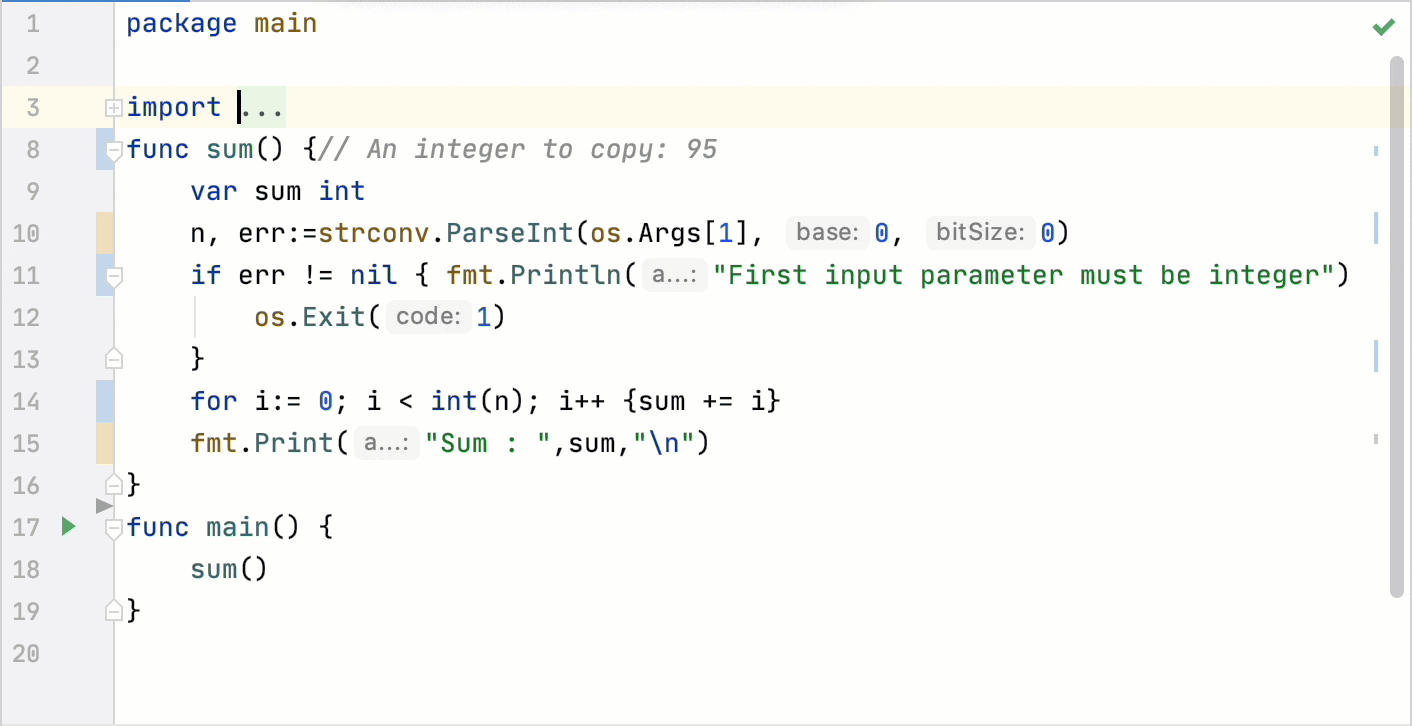 1 package main
2
3 import ...
8 func sum() {// An integer to copy: 95
9     var sum int
10     n, err:=strconv.ParseInt(os.Args[1], base: 0, bitSize: 0)
11     if err != nil { fmt.Println( a...: "First input parameter must be integer")
12         os.Exit( code: 1)
13     }
14     for i:= 0; i < int(n); i++ {sum += i}
15     fmt.Print( a...: "Sum : ",sum,"\n")
16 }
17 func main() {
18     sum()
19 }
20